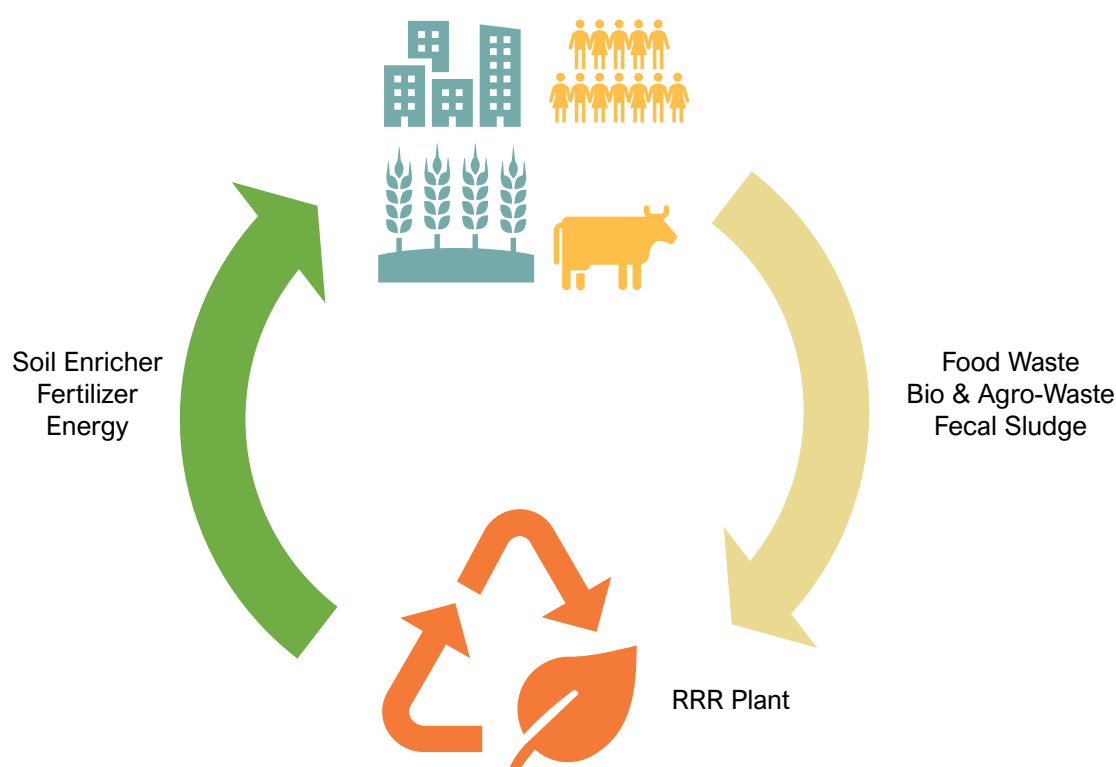 Soil Enricher
Fertilizer
Energy
Food Waste
Bio & Agro-Waste
Fecal Sludge
RRR Plant